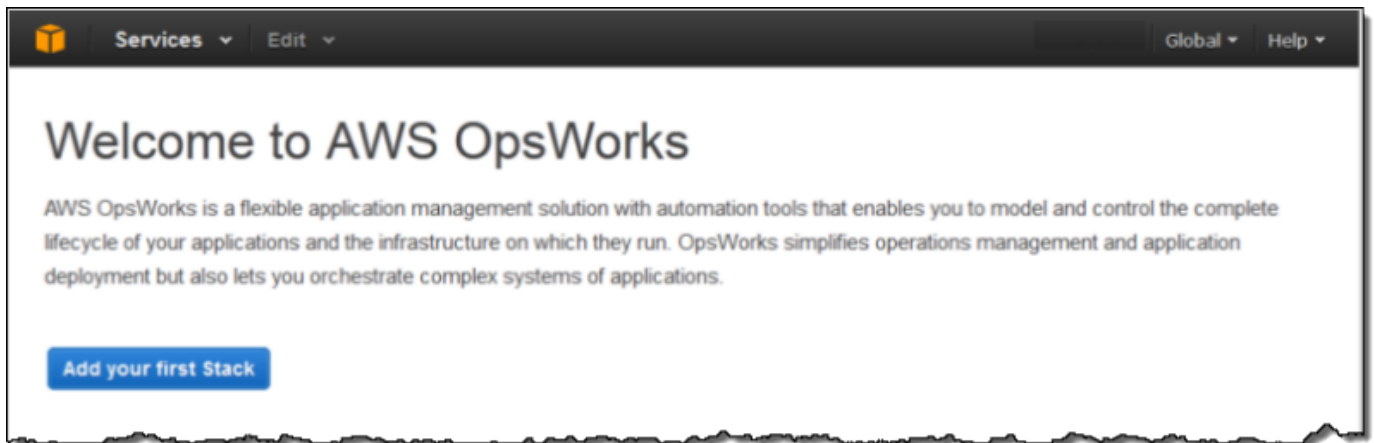 Services Edit Global Help
Welcome to AWS OpsWorks
AWS OpsWorks is a flexible application management solution with automation tools that enables you to model and control the complete
lifecycle of your applications and the infrastructure on which they run. OpsWorks simplifies operations management and application
deployment but also lets you orchestrate complex systems of applications.
Add your first Stack